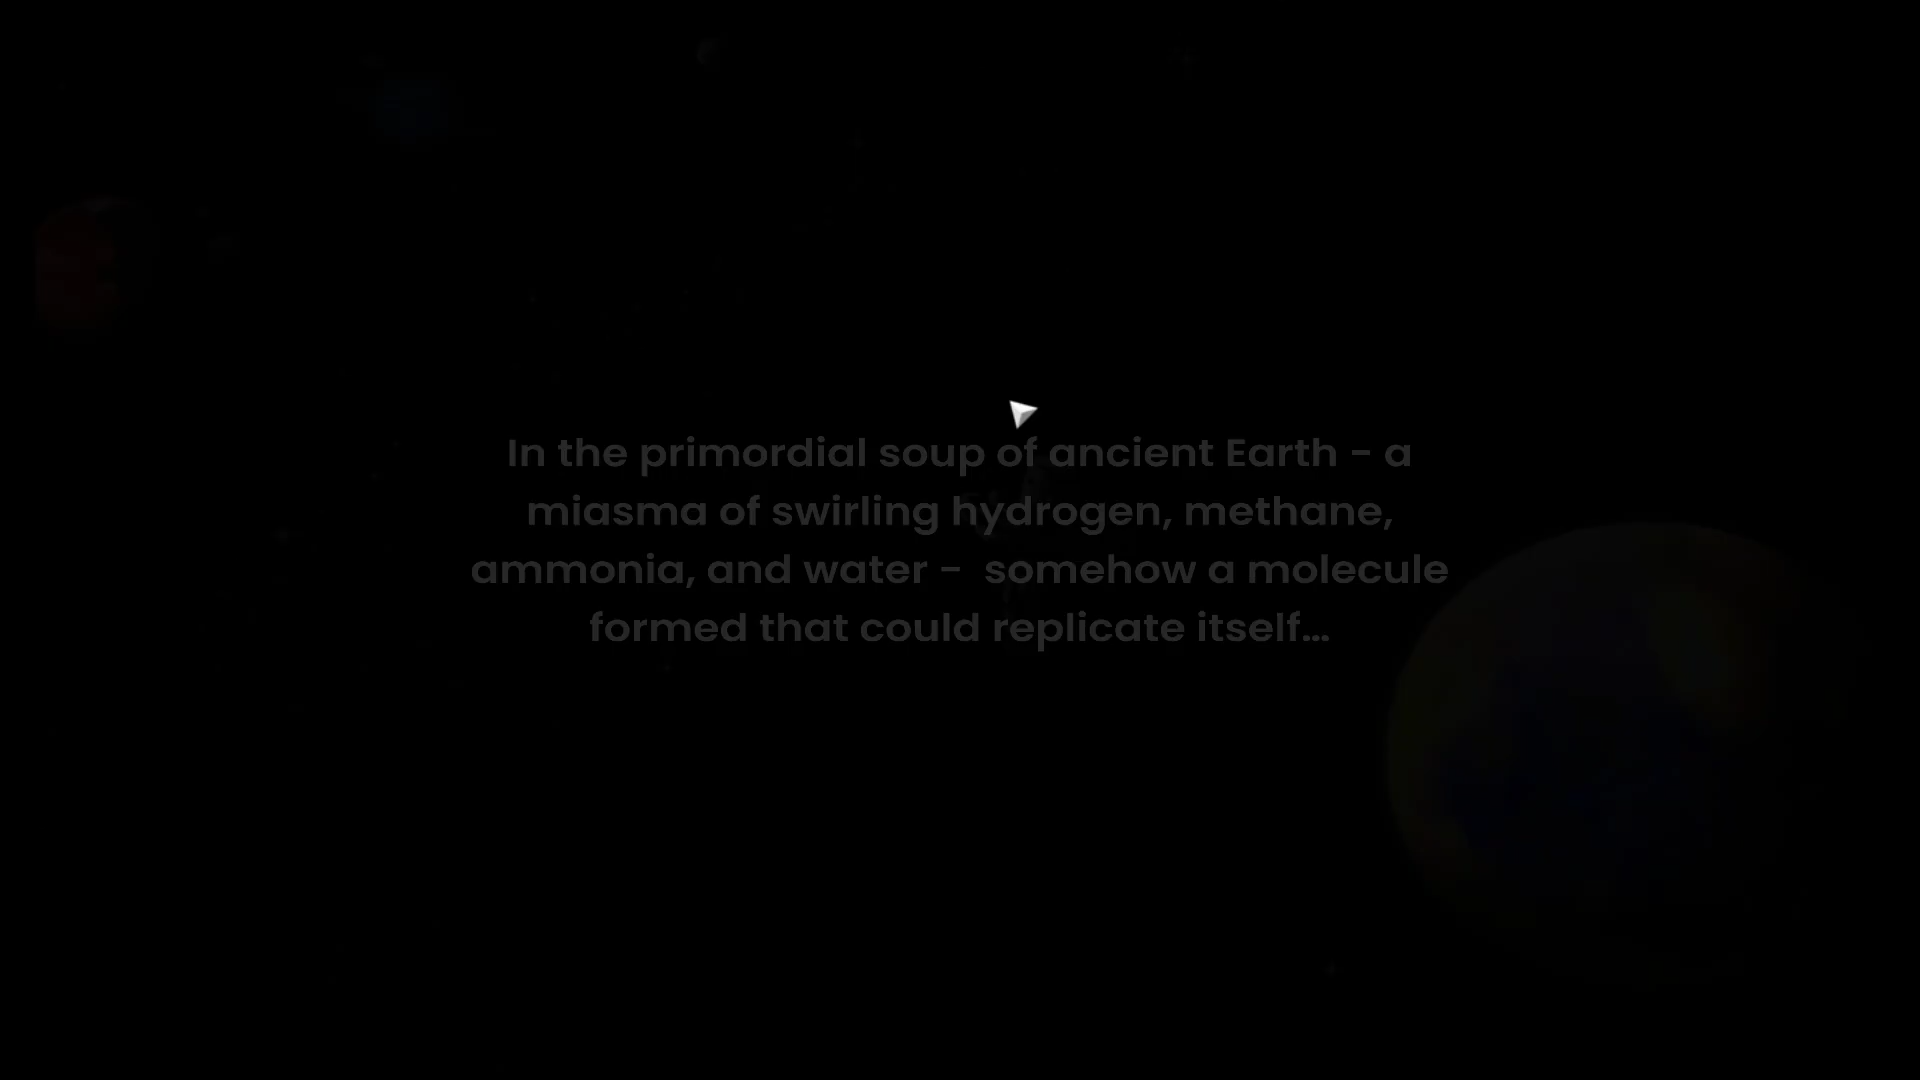 In the primordial soup of ancient Earth - a
miasma of swirling hydrogen, methane,
ammonia, and water -  somehow a molecule
formed that could replicate itself...